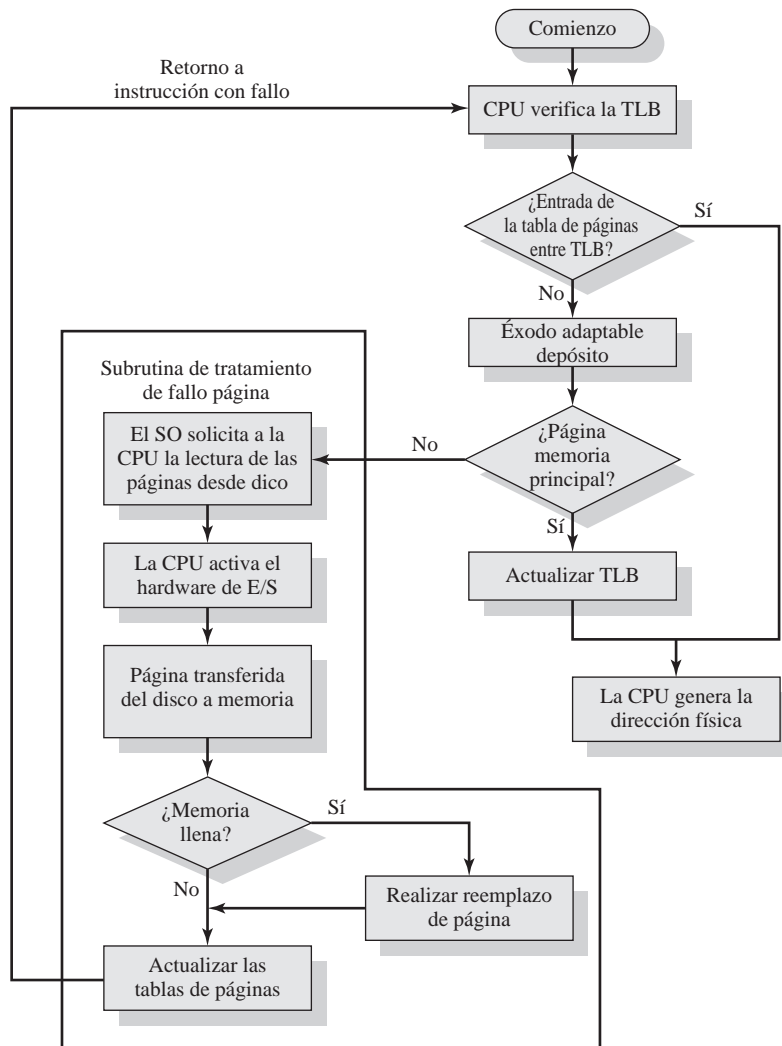 Comienzo
Retorno a
instrucción con fallo
CPU verifica la TLB
¿Entrada de
la tabla de páginas
entre TLB?
Sí
No
Éxodo adaptable
depósito
Subrutina de tratamiento
de fallo página
El SO solicita a la
CPU la lectura de las
páginas desde dico
No
¿Página
memoria
principal?
Sí
La CPU activa el
hardware de E/S
Actualizar TLB
Página transferida
del disco a memoria
La CPU genera la
dirección física
¿Memoria
llena?
Sí
No
Realizar reemplazo
de página
Actualizar las
tablas de páginas